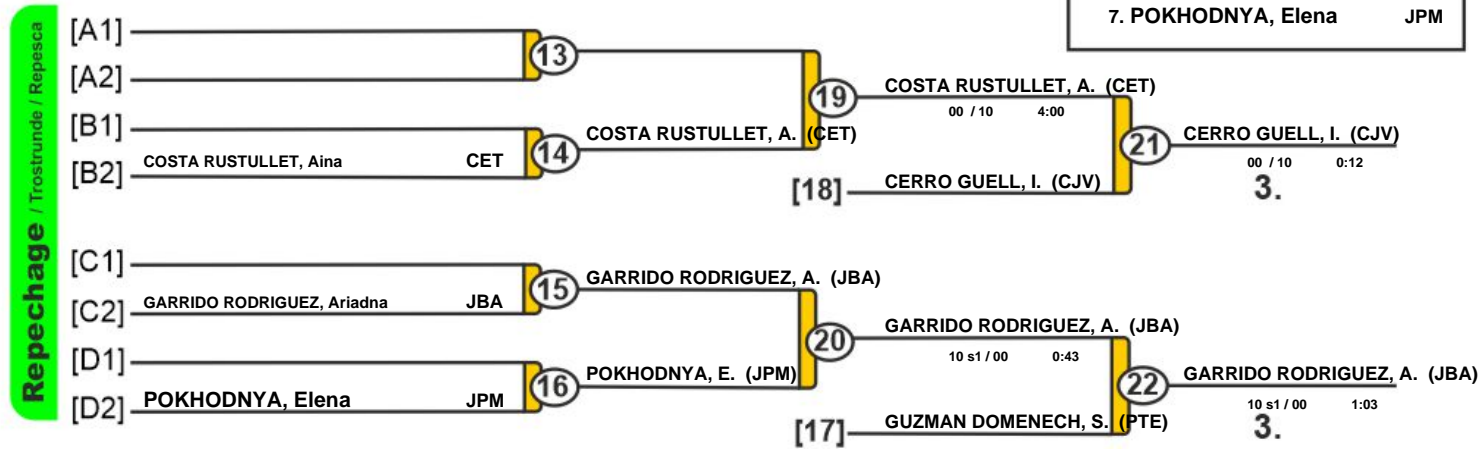 7. POKHODNYA, Elena JPM
Repechage / Trostrunde / Repesca
[A1]
13
[A2]
COSTA RUSTULLET, A. (CET)
19
00 / 10 4:00
[B1]
COSTA RUSTULLET, A. (CET)
CERRO GUELL, I. (CJV)
14
21
COSTA RUSTULLET, Aina CET
00 / 10 0:12
[B2]
[18] CERRO GUELL, I. (CJV)
3.
[C1]
GARRIDO RODRIGUEZ, A. (JBA)
15
GARRIDO RODRIGUEZ, Ariadna JBA
[C2]
GARRIDO RODRIGUEZ, A. (JBA)
20
10 s1 / 00 0:43
[D1]
POKHODNYA, E. (JPM)
GARRIDO RODRIGUEZ, A. (JBA)
16
22
POKHODNYA, Elena JPM
10 s1 / 00 1:03
[D2]
[17] GUZMAN DOMENECH, S. (PTE)
3.